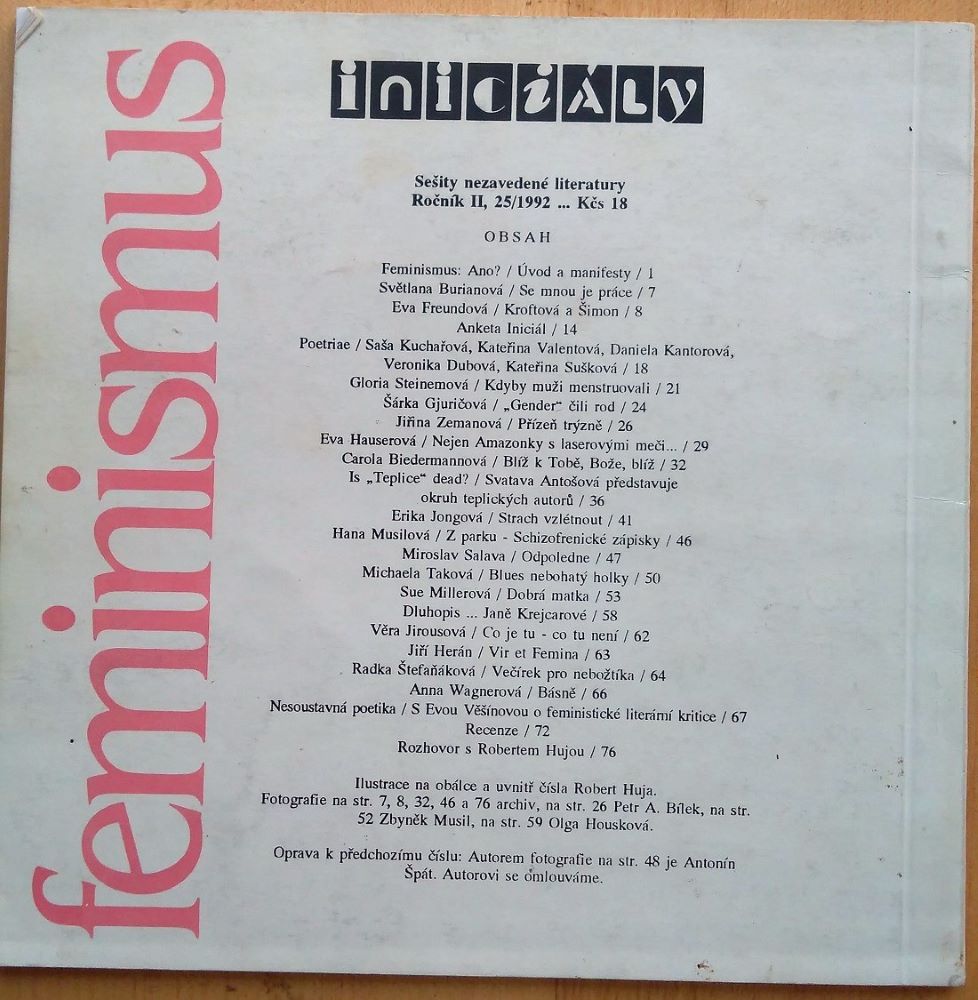 feminismus
iniciály
Sešity nezavedené literatury
Ročník II, 25/1992 ... Kčs 18
OBSAH
Feminismus: Ano? / Úvod a manifesty / 1
Světlana Burianová / Se mnou je práce / 7
Eva Freundová / Kroftová a Šimon / 8
Anketa Iniciál / 14
Poetriae / Saša Kuchařová, Kateřina Valentová, Daniela Kantorová,
Veronika Dubová, Kateřina Sušková / 18
Gloria Steinemová / Kdyby muži menstruovali / 21
Šárka Gjuričová / „Gender“ čili rod / 24
Jiřina Zemanová / Přízeň trýzně / 26
Eva Hauserová / Nejen Amazonky s laserovými meči... / 29
Carola Biedermannová / Blíž k Tobě, Bože, blíž / 32
Is „Teplice“ dead? / Svatava Antošová představuje
okruh teplických autorů / 36
Erika Jongová / Strach vzlétnout / 41
Hana Musilová / Z parku - Schizofrenické zápisky / 46
Miroslav Salava / Odpoledne / 47
Michaela Taková / Blues nebohatý holky / 50
Sue Millerová / Dobrá matka / 53
Dluhopis ... Janě Krejcarové / 58
Věra Jirousová / Co je tu - co tu není / 62
Jiří Herán / Vir et Femina / 63
Radka Štefaňáková / Večírek pro nebožtíka / 64
Anna Wagnerová / Básně / 66
Nesoustavná poetika / S Evou Věšínovou o feministické literární kritice / 67
Recenze / 72
Rozhovor s Robertem Hujou / 76
Ilustrace na obálce a uvnitř čísla Robert Huja.
Fotografie na str. 7, 8, 32, 46 a 76 archiv, na str. 26 Petr A. Bílek, na str.
52 Zbyněk Musil, na str. 59 Olga Housková.
Oprava k předchozímu číslu: Autorem fotografie na str. 48 je Antonín
Špát. Autorovi se omlouváme.